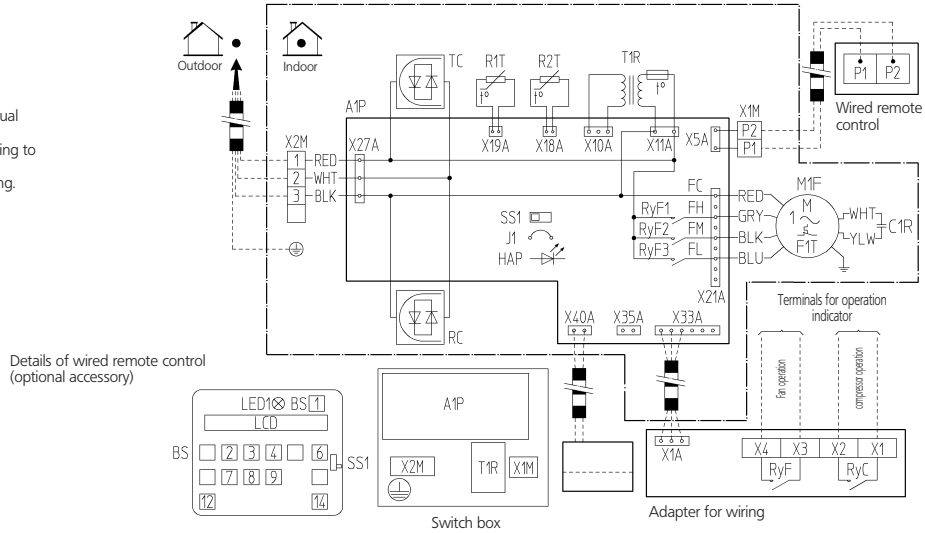 Outdoor
Indoor
TC
R1T
R2T
T1R
P1 P2
Wired remote
control
A1P
X19A
X18A
X10A
X11A
X5A
X1M
P2
P1
ual
ing to
ng.
X2M
X27A
1 RED
2 WHT
3 BLK
SS1
J1
HAP
RyF1
RyF2
RyF3
FC
FH
FM
FL
RED
GRY
BLK
BLU
X21A
M1F
M
1
F1T
WHT
YLW
C1R
RC
X40A
X35A
X33A
Terminals for operation
indicator
Fan operation
compressor operation
Details of wired remote control
(optional accessory)
LED1 BS 1
LCD
BS
2 3 4 6
SS1
7 8 9
12 14
A1P
X2M
T1R
X1M
Switch box
X1A
X4 X3 X2 X1
RyF
RyC
Adapter for wiring